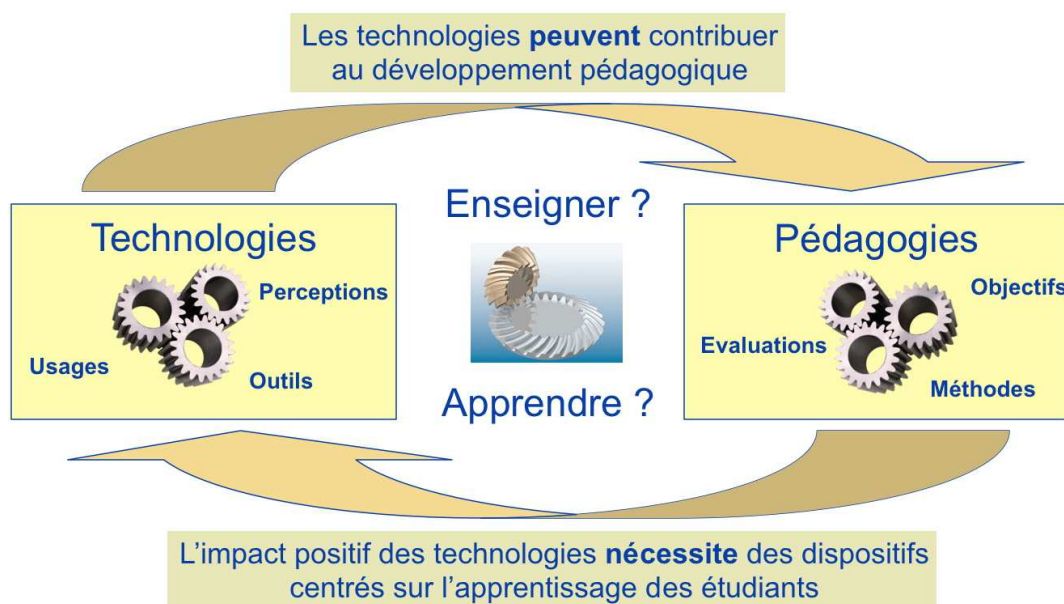 Les technologies peuvent contribuer
au développement pédagogique
Enseigner ?
Technologies
Perceptions
Usages
Outils
Pédagogies
Objectifs
Evaluations
Méthodes
Apprendre ?
L'impact positif des technologies nécessite des dispositifs
centrés sur l'apprentissage des étudiants